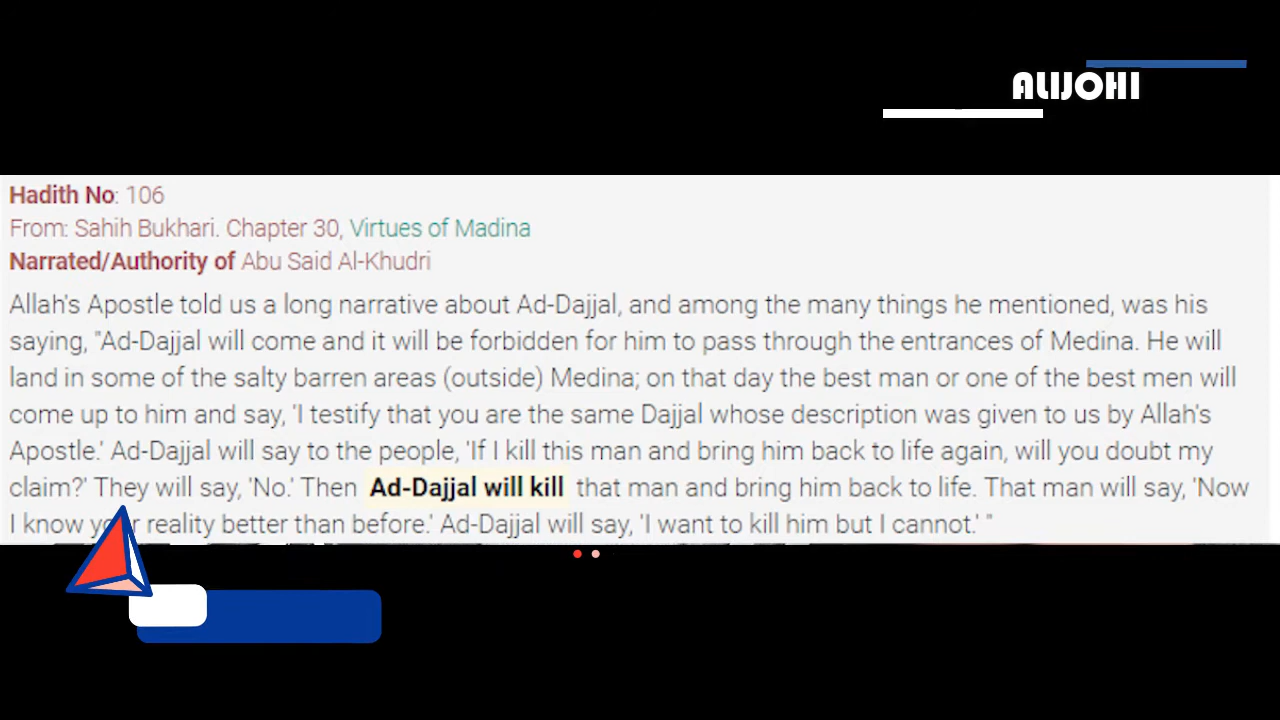 ALIJOHI
Hadith No: 106
From: Sahih Bukhari. Chapter 30, Virtues of Madina
Narrated/Authority of Abu Said Al-Khudri
Allah's Apostle told us a long narrative about Ad-Dajjal, and among the many things he mentioned, was his
saying, "Ad-Dajjal will come and it will be forbidden for him to pass through the entrances of Medina. He will
land in some of the salty barren areas (outside) Medina; on that day the best man or one of the best men will
come up to him and say, 'I testify that you are the same Dajjal whose description was given to us by Allah's
Apostle.' Ad-Dajjal will say to the people, 'If I kill this man and bring him back to life again, will you doubt my
claim?' They will say, 'No.' Then Ad-Dajjal will kill that man and bring him back to life. That man will say, 'Now
I know your reality better than before.' Ad-Dajjal will say, 'I want to kill him but I cannot.' "